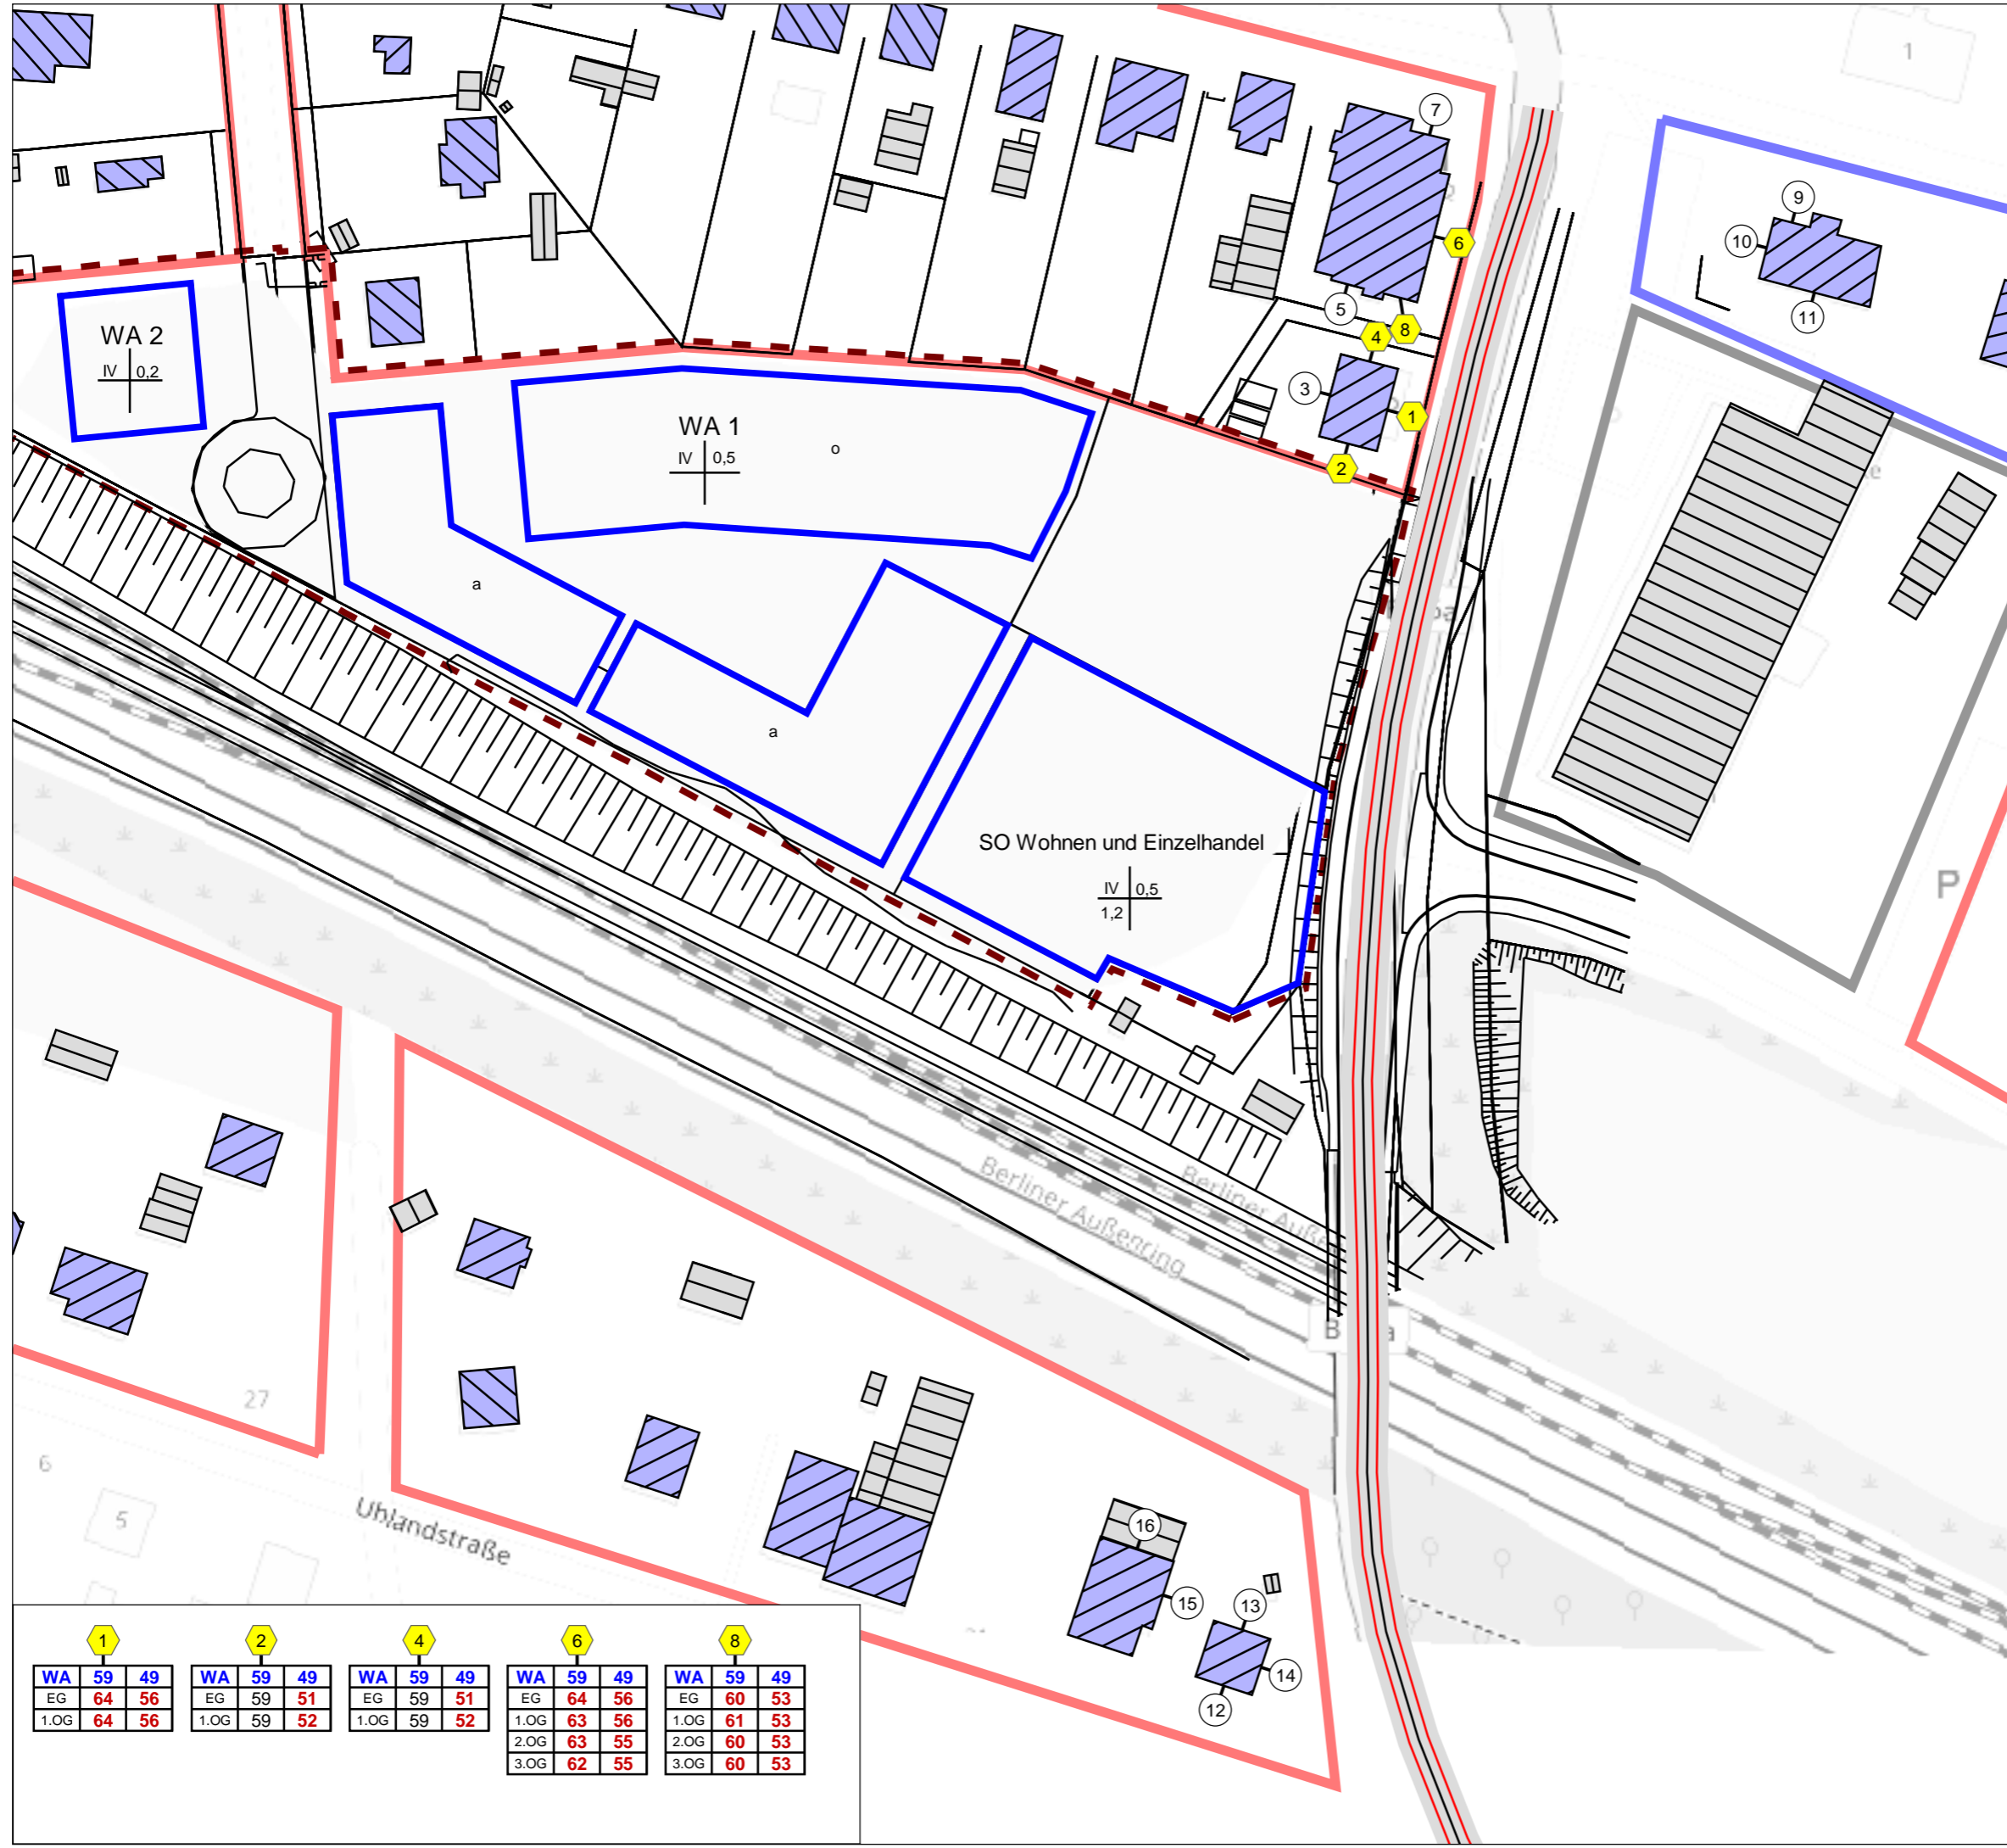 1
7
9
10
6
11
5
8
4
WA 2
IV 0,2
3
1
WA 1
IV 0,5
o
2
a
a
SO Wohnen und Einzelhandel
IV 0,5
1,2
P
Berliner Außenring
Berliner Auße
B a
27
6
5
Uhlandstraße
16
15
13
14
12
1 2 4 6 8
WA 59 49 WA 59 49 WA 59 49 WA 59 49 WA 59 49
EG 64 56 EG 59 51 EG 59 51 EG 64 56 EG 60 53
1.OG 64 56 1.OG 59 52 1.OG 59 52 1.OG 63 56 1.OG 61 53
2.OG 63 55 2.OG 60 53
3.OG 62 55 3.OG 60 53